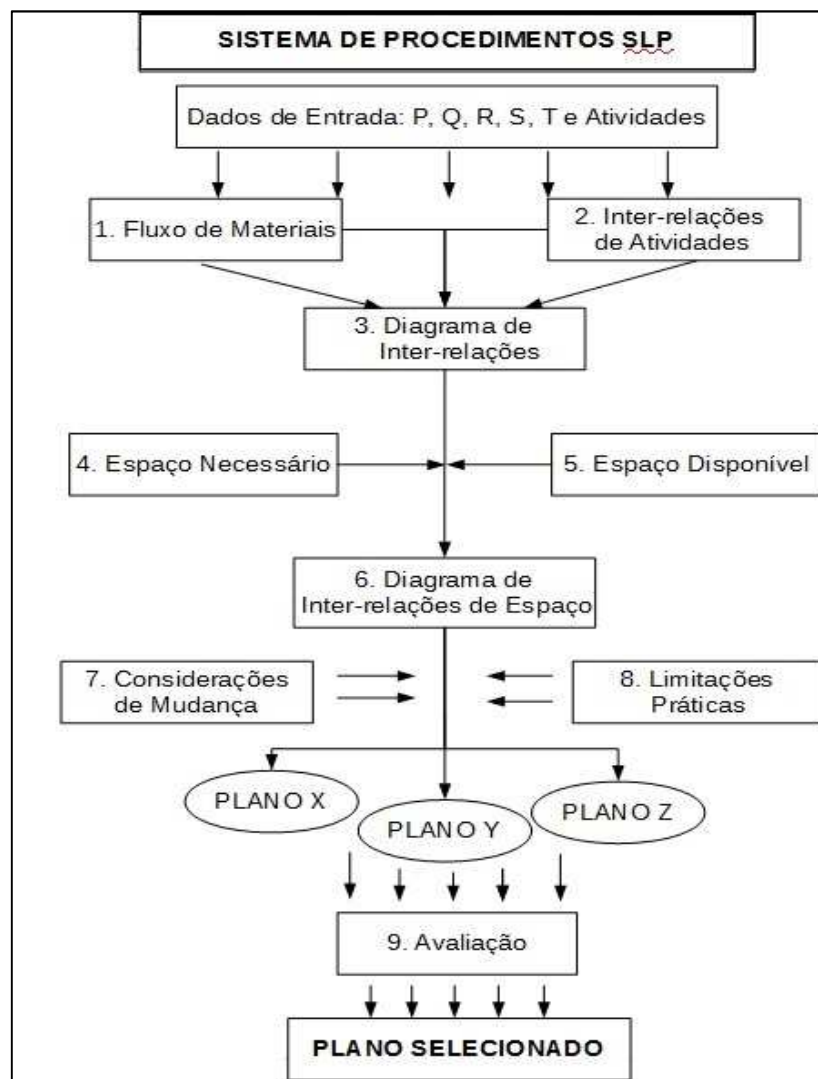 SISTEMA DE PROCEDIMENTOS SLP
Dados de Entrada: P, Q, R, S, T e Atividades
1. Fluxo de Materiais
2. Inter-relações
de Atividades
3. Diagrama de
Inter-relações
4. Espaço Necessário
5. Espaço Disponível
6. Diagrama de
Inter-relações de Espaço
7. Considerações
de Mudança
8. Limitações
Práticas
PLANO X
PLANO Y
PLANO Z
9. Avaliação
PLANO SELECIONADO